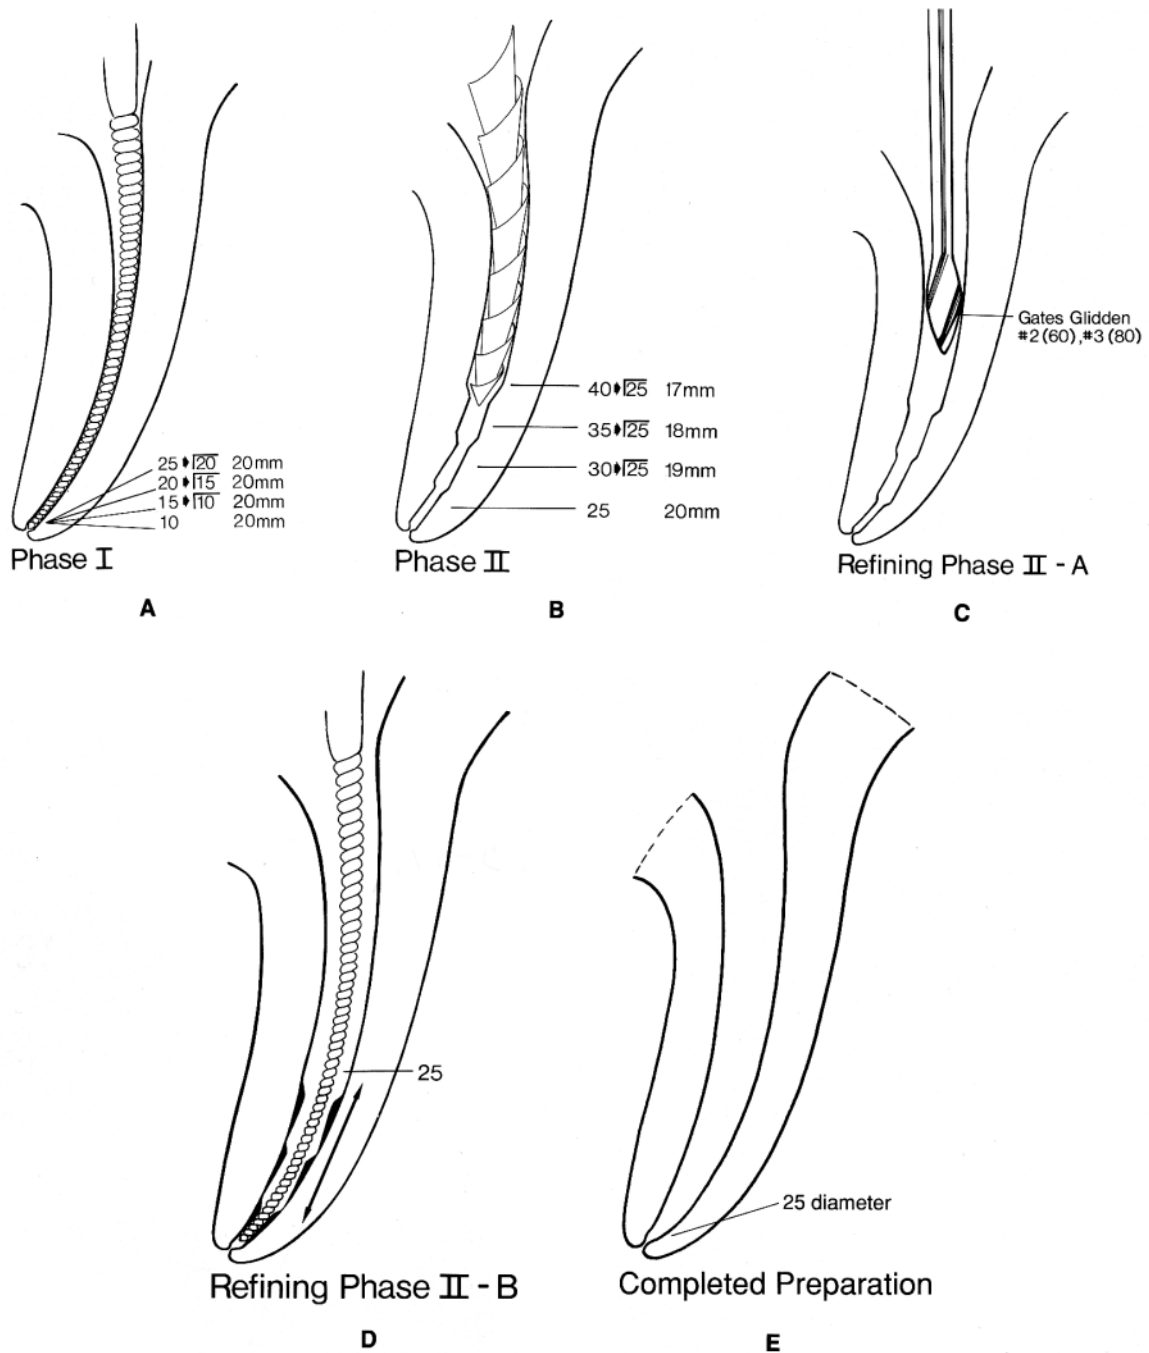 25➧20 20mm
20➧15 20mm
15➧10 20mm
10 20mm
Phase I
A
40➧25 17mm
35➧25 18mm
30➧25 19mm
25 20mm
Phase II
B
Gates Glidden
#2(60),#3(80)
Refining Phase II - A
C
25
Refining Phase II - B
D
25 diameter
Completed Preparation
E